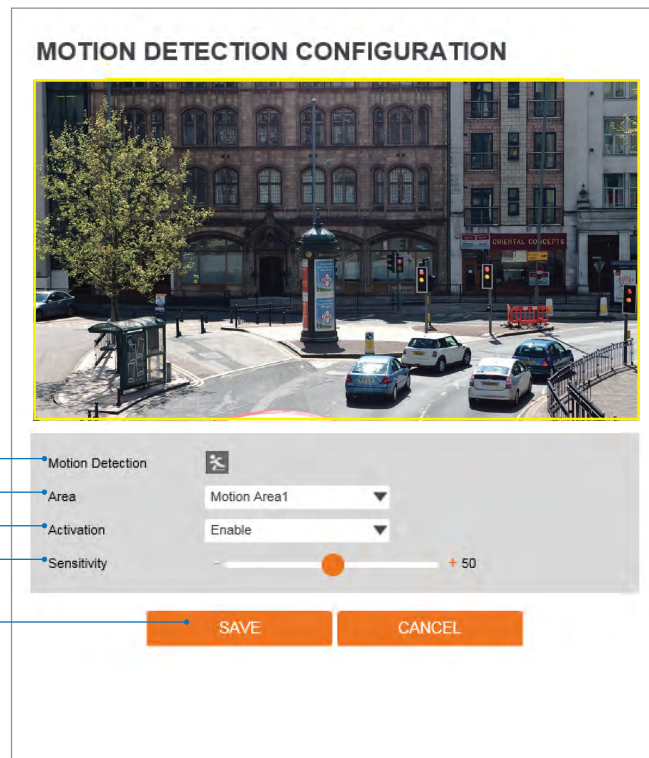 MOTION DETECTION CONFIGURATION
ORIENTAL CONCEPTS
Motion Detection
Area Motion Area1
Activation Enable
Sensitivity - + 50
SAVE CANCEL